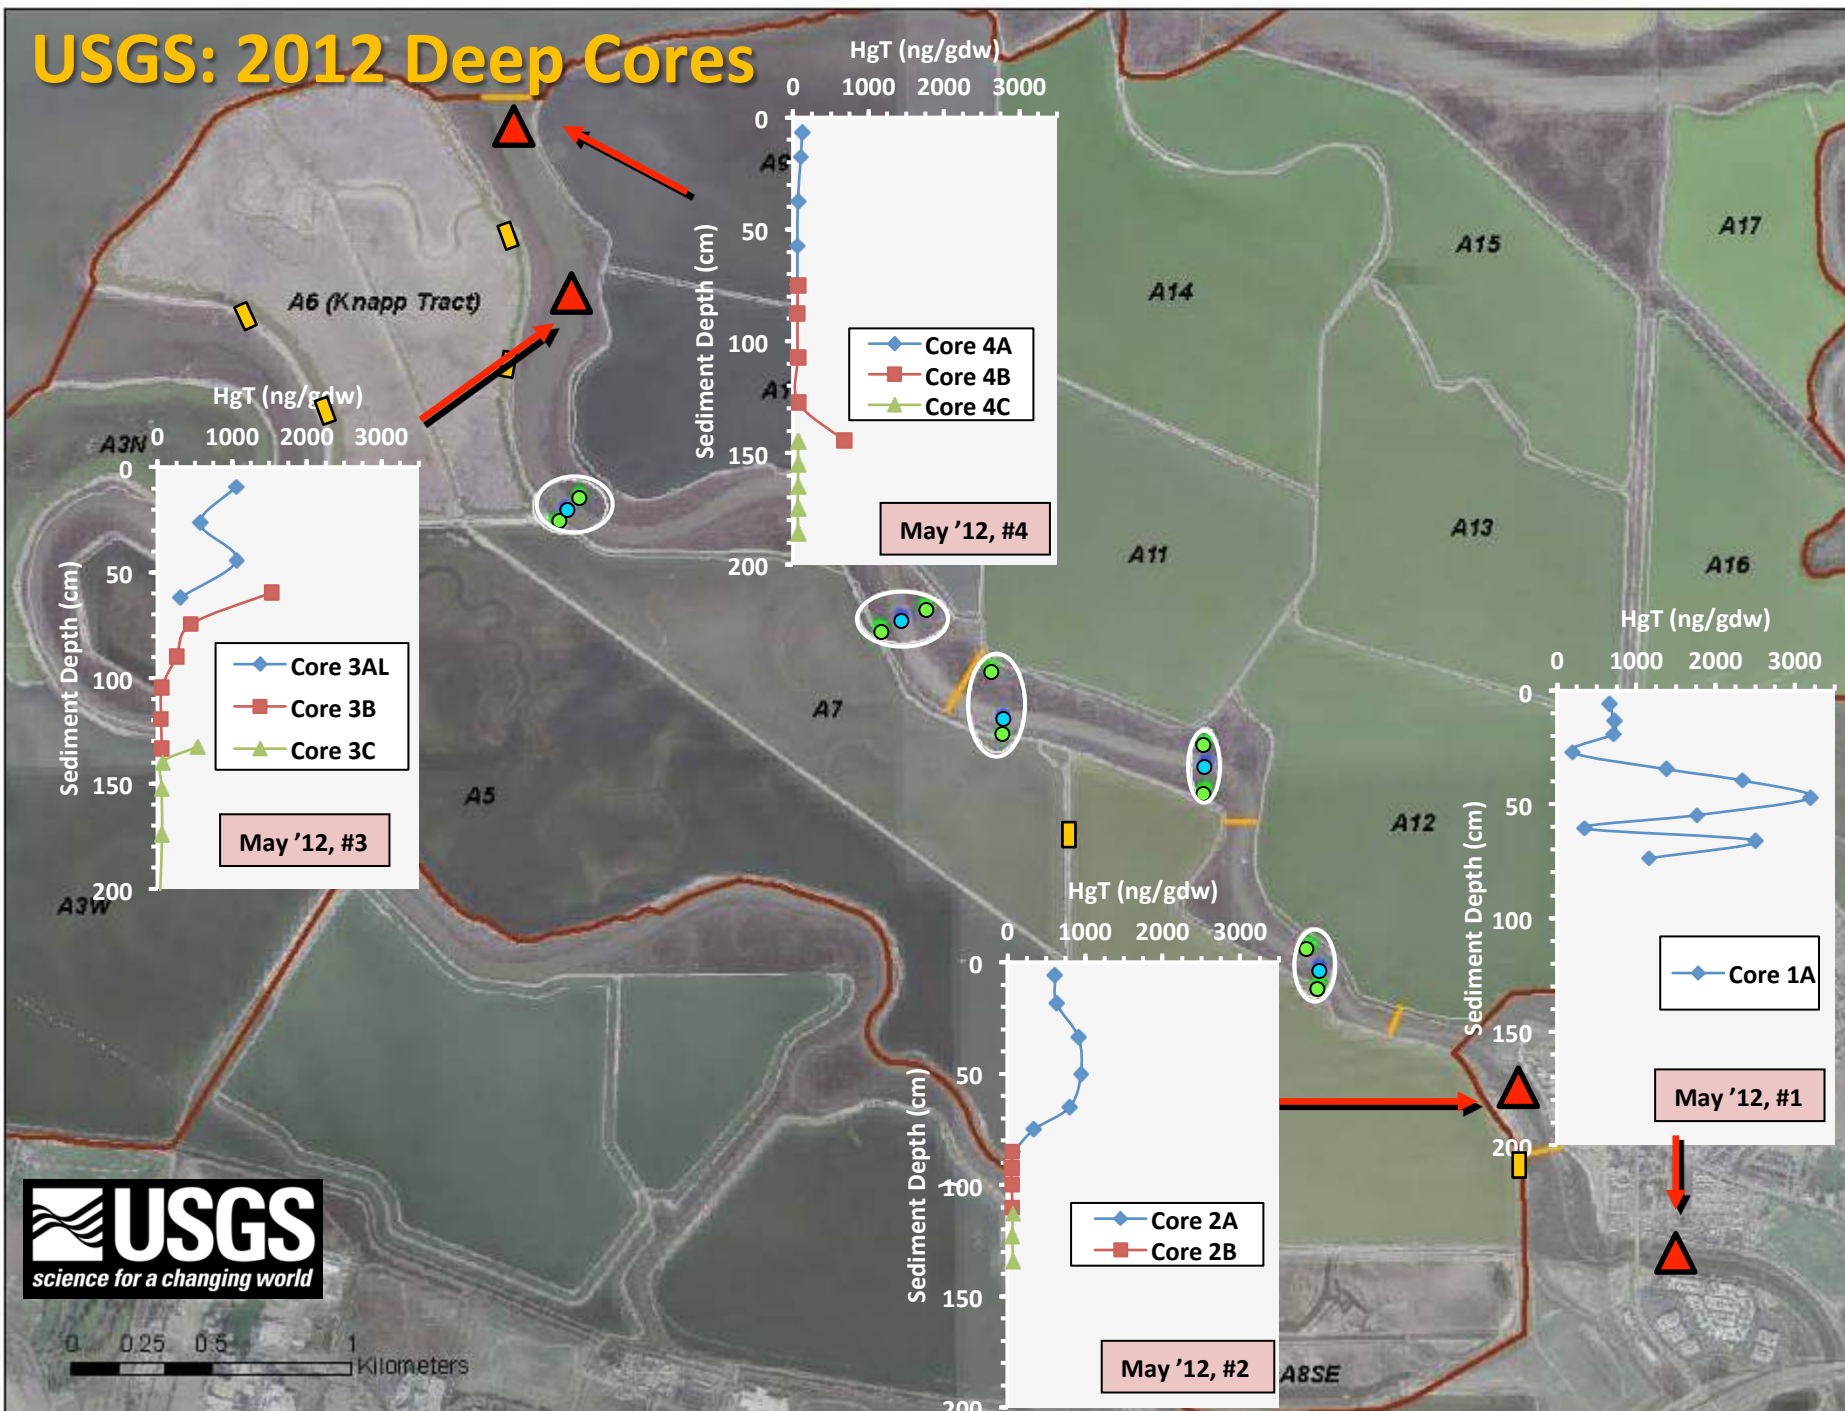 USGS: 2012 Deep Cores
HgT (ng/gdw)
0 1000 2000 3000
0
50
100
150
200
Sediment Depth (cm)
Core 4A
Core 4B
Core 4C
May ’12, #4
A9
A14
A15
A17
A6 (Knapp Tract)
HgT (ng/gdw)
0 1000 2000 3000
A3N
0
50
100
150
200
Sediment Depth (cm)
Core 3AL
Core 3B
Core 3C
May ’12, #3
A11
A13
A16
A7
A5
A12
A3W
HgT (ng/gdw)
0 1000 2000 3000
0
50
100
150
200
Sediment Depth (cm)
Core 1A
May ’12, #1
HgT (ng/gdw)
0 1000 2000 3000
0
50
100
150
200
Sediment Depth (cm)
Core 2A
Core 2B
May ’12, #2
A8SE
USGS
science for a changing world
0 0.25 0.5 1
Kilometers